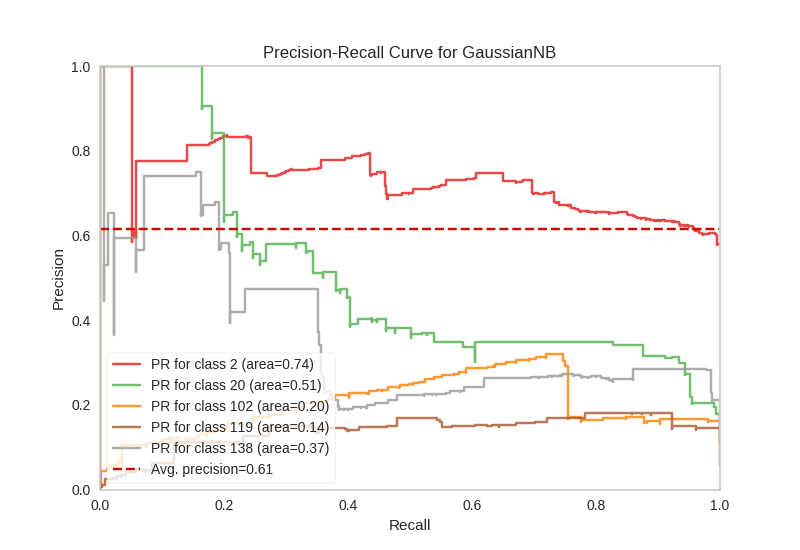 Precision-Recall Curve for GaussianNB
1.0
0.8
0.6
0.4
0.2
0.0
Precision
PR for class 2 (area=0.74)
PR for class 20 (area=0.51)
PR for class 102 (area=0.20)
PR for class 119 (area=0.14)
PR for class 138 (area=0.37)
Avg. precision=0.61
0.0 0.2 0.4 0.6 0.8 1.0
Recall